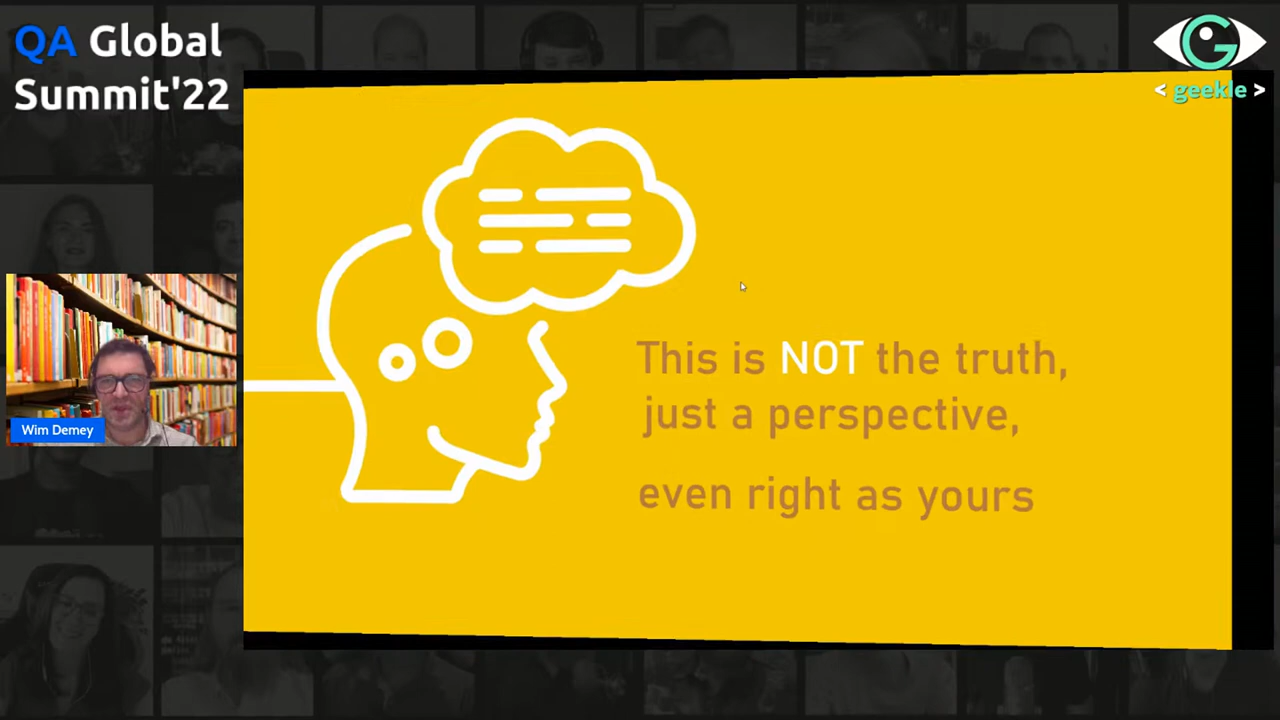 QA Global
Summit'22
< geekle >
This is NOT the truth,
just a perspective,
even right as yours
Wim Demey